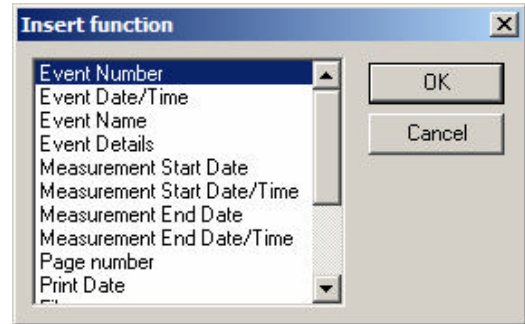 Insert function
Event Number
Event Date/Time
Event Name
Event Details
Measurement Start Date
Measurement Start Date/Time
Measurement End Date
Measurement End Date/Time
Page number
Print Date
OK
Cancel